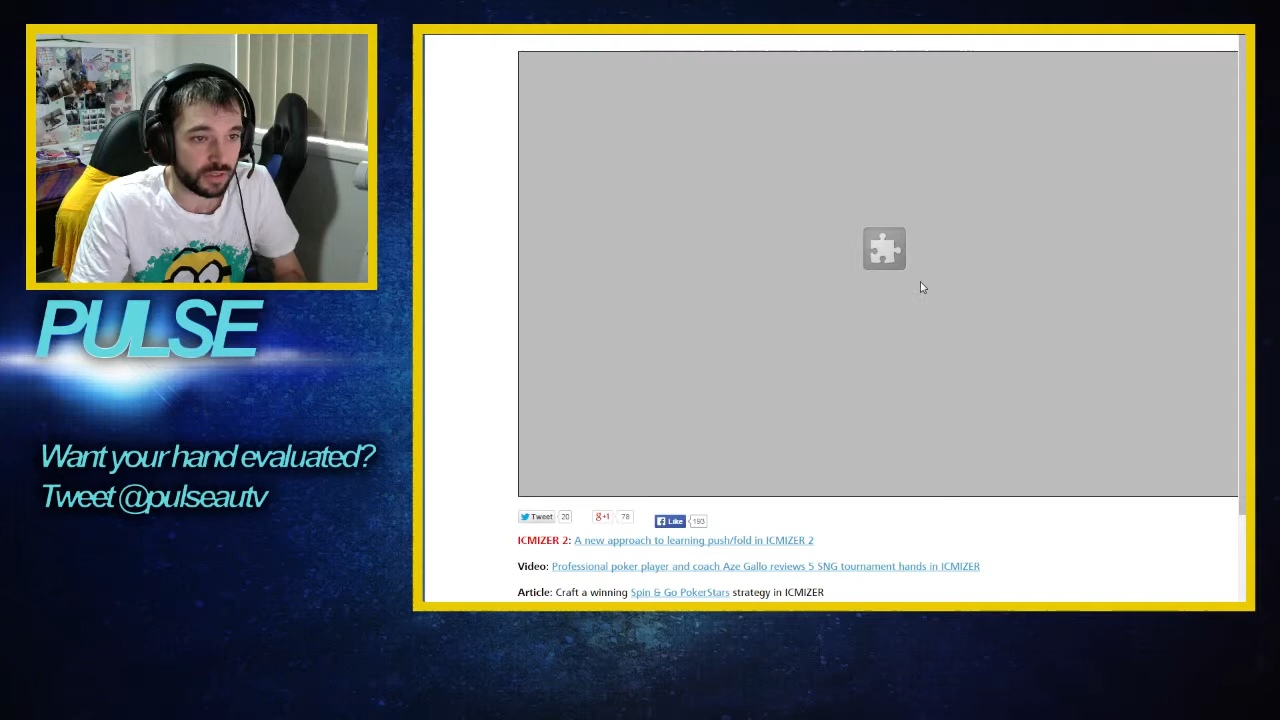 PULSE
Want your hand evaluated?
Tweet @pulseautv
Tweet 20 g+1 78 Like 193
ICMIZER 2: A new approach to learning push/fold in ICMIZER 2
Video: Professional poker player and coach Aze Gallo reviews 5 SNG tournament hands in ICMIZER
Article: Craft a winning Spin & Go PokerStars strategy in ICMIZER